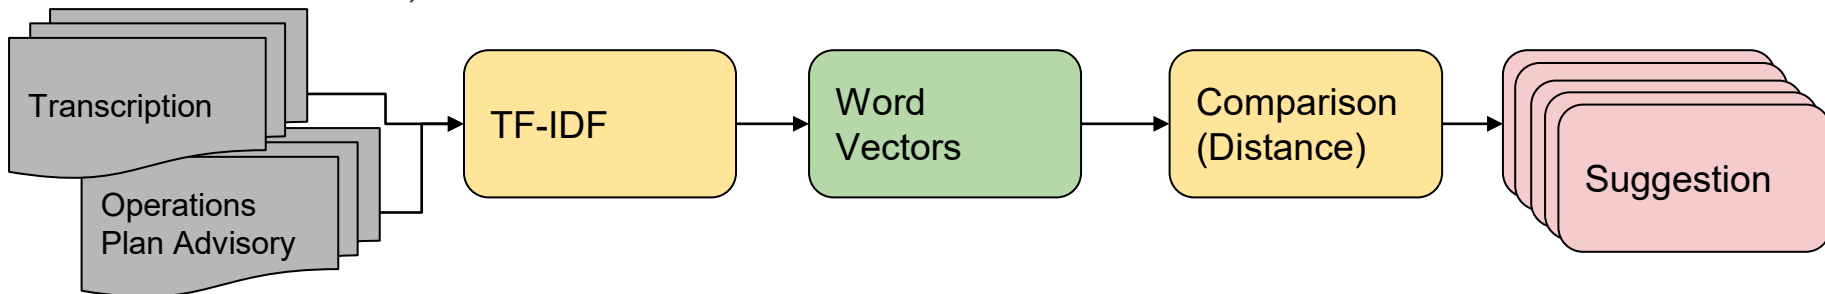 Transcription
Operations
Plan Advisory
TF-IDF
Word
Vectors
Comparison
(Distance)
Suggestion